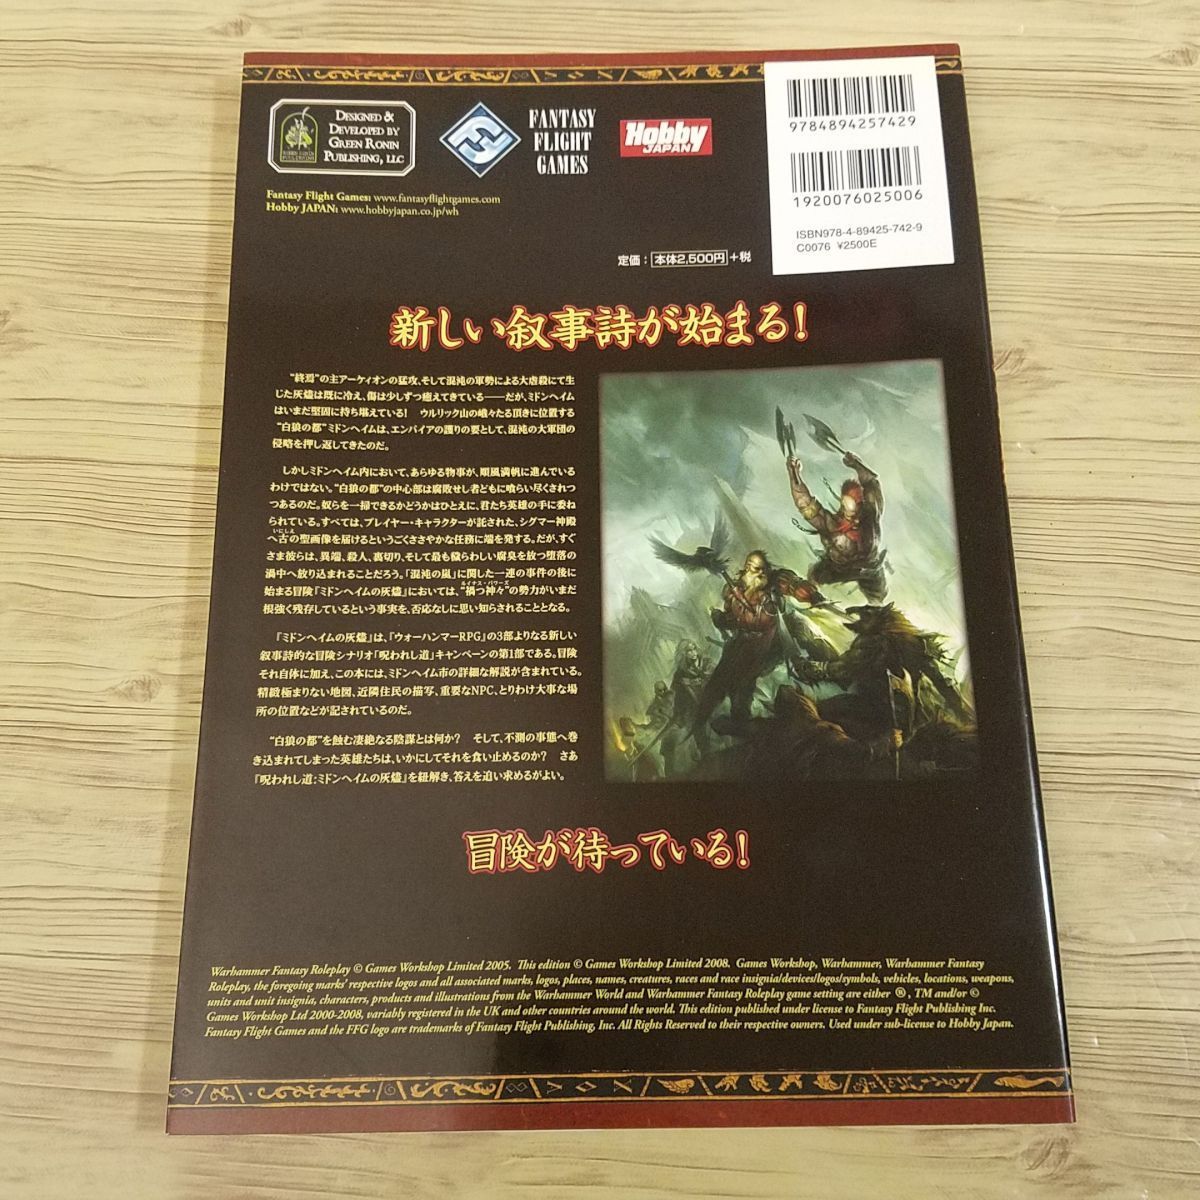 DESIGNED &
DEVELOPED BY
GREEN RONIN
PUBLISHING, LLC
FANTASY
FLIGHT
GAMES
Hobby
JAPAN
9784894257429
1920076025006
ISBN978-4-89425-742-9
C0076 ¥2500E
Fantasy Flight Games: www.fantasyflightgames.com
Hobby JAPAN: www.hobbyjapan.co.jp/wh
定価：本体2,500円+税
新しい叙事詩が始まる！
“終焉”の主アーケイオンの猛攻、そして混沌の軍勢による大虐殺にて生
じた灰燼は既に冷え、傷は少しずつ癒えてきている――だが、ミドンヘイム
はいまだ堅固に持ち堪えている！ ウルリック山の峨々たる頂きに位置する
“白狼の都”ミドンヘイムは、エンパイアの護りの要として、混沌の大軍団の
侵略を押し返してきたのだ。
しかしミドンヘイム内において、あらゆる物事が、順風満帆に進んでいる
わけではない。“白狼の都”の中心部は腐敗せし者どもに喰らい尽くされつ
つあるのだ。奴らを一掃できるかどうかはひとえに、君たち英雄の手に委ね
られている。すべては、プレイヤー・キャラクターが託された、シグマー神殿
へ古の聖画像を届けるというごくささやかな任務に端を発する。だが、すぐ
さま彼らは、異端、殺人、裏切り、そして最も穢らわしい腐臭を放つ堕落の
渦中へ放り込まれることだろう。「混沌の嵐」に関した一連の事件の後に
始まる冒険『ミドンヘイムの灰燼』においては、“禍つ神々”の勢力がいまだ
根強く残存しているという事実を、否応なしに思い知らされることとなる。
『ミドンヘイムの灰燼』は、『ウォーハンマーRPG』の3部よりなる新しい
叙事詩的な冒険シナリオ「呪われし道」キャンペーンの第1部である。冒険
それ自体に加え、この本には、ミドンヘイム市の詳細な解説が含まれている。
精緻極まりない地図、近隣住民の描写、重要なNPC、とりわけ大事な場
所の位置などが記されているのだ。
“白狼の都”を蝕む凄絶なる陰謀とは何か？ そして、不測の事態へ巻
き込まれてしまった英雄たちは、いかにしてそれを食い止めるのか？ さあ
『呪われし道：ミドンヘイムの灰燼』を紐解き、答えを追い求めるがよい。
冒険が待っている！
Warhammer Fantasy Roleplay © Games Workshop Limited 2005. This edition © Games Workshop Limited 2008. Games Workshop, Warhammer, Warhammer Fantasy
Roleplay, the foregoing marks' respective logos and all associated marks, logos, places, names, creatures, races and race insignia/devices/logos/symbols, vehicles, locations, weapons,
units and unit insignia, characters, products and illustrations from the Warhammer World and Warhammer Fantasy Roleplay game setting are either ®, TM and/or ©
Games Workshop Ltd 2000-2008, variably registered in the UK and other countries around the world. This edition published under license to Fantasy Flight Publishing Inc.
Fantasy Flight Games and the FFG logo are trademarks of Fantasy Flight Publishing, Inc. All Rights Reserved to their respective owners. Used under sub-license to Hobby Japan.